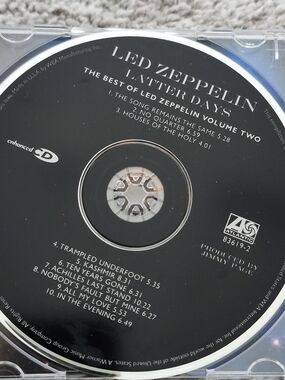 LED ZEPPELIN
LATTER DAYS
THE BEST OF LED ZEPPELIN VOLUME TWO
1. THE SONG REMAINS THE SAME 5.28
2. NO QUARTER 6.59
3. HOUSES OF THE HOLY 4.01
enhanced CD
ATLANTIC
83619-2
PRODUCED BY
JIMMY PAGE
4. TRAMPLED UNDERFOOT 5.35
5. KASHMIR 8.31
6. TEN YEARS GONE 6.31
7. ACHILLES LAST STAND 10.22
8. NOBODY'S FAULT BUT MINE 6.27
9. ALL MY LOVE 5.53
10. IN THE EVENING 6.49